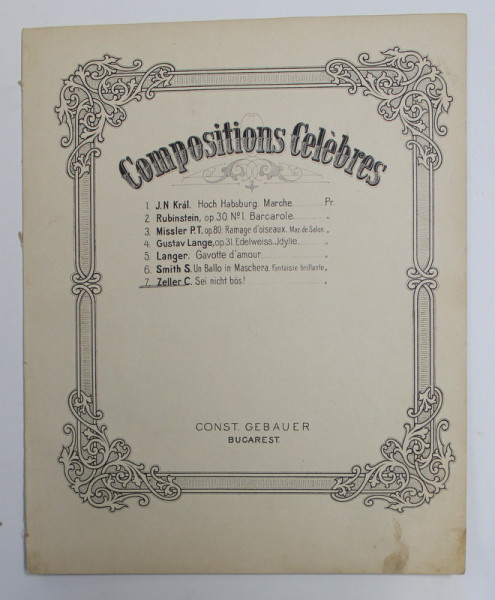 Compositions Celèbres
1. J.N Král. Hoch Habsburg. Marche Pr.
2. Rubinstein, op.30. Nº1. Barcarole „
3. Missler P.T. op.80. Ramage d'oiseaux. Maz. de Salon. „
4. Gustav Lange, op.31. Edelweiss. Jdylle „
5. Langer. Gavotte d'amour „
6. Smith S. Un Ballo in Maschera. Fantaisie brillante „
7. Zeller C. Sei nicht bös! „
CONST. GEBAUER
BUCAREST.